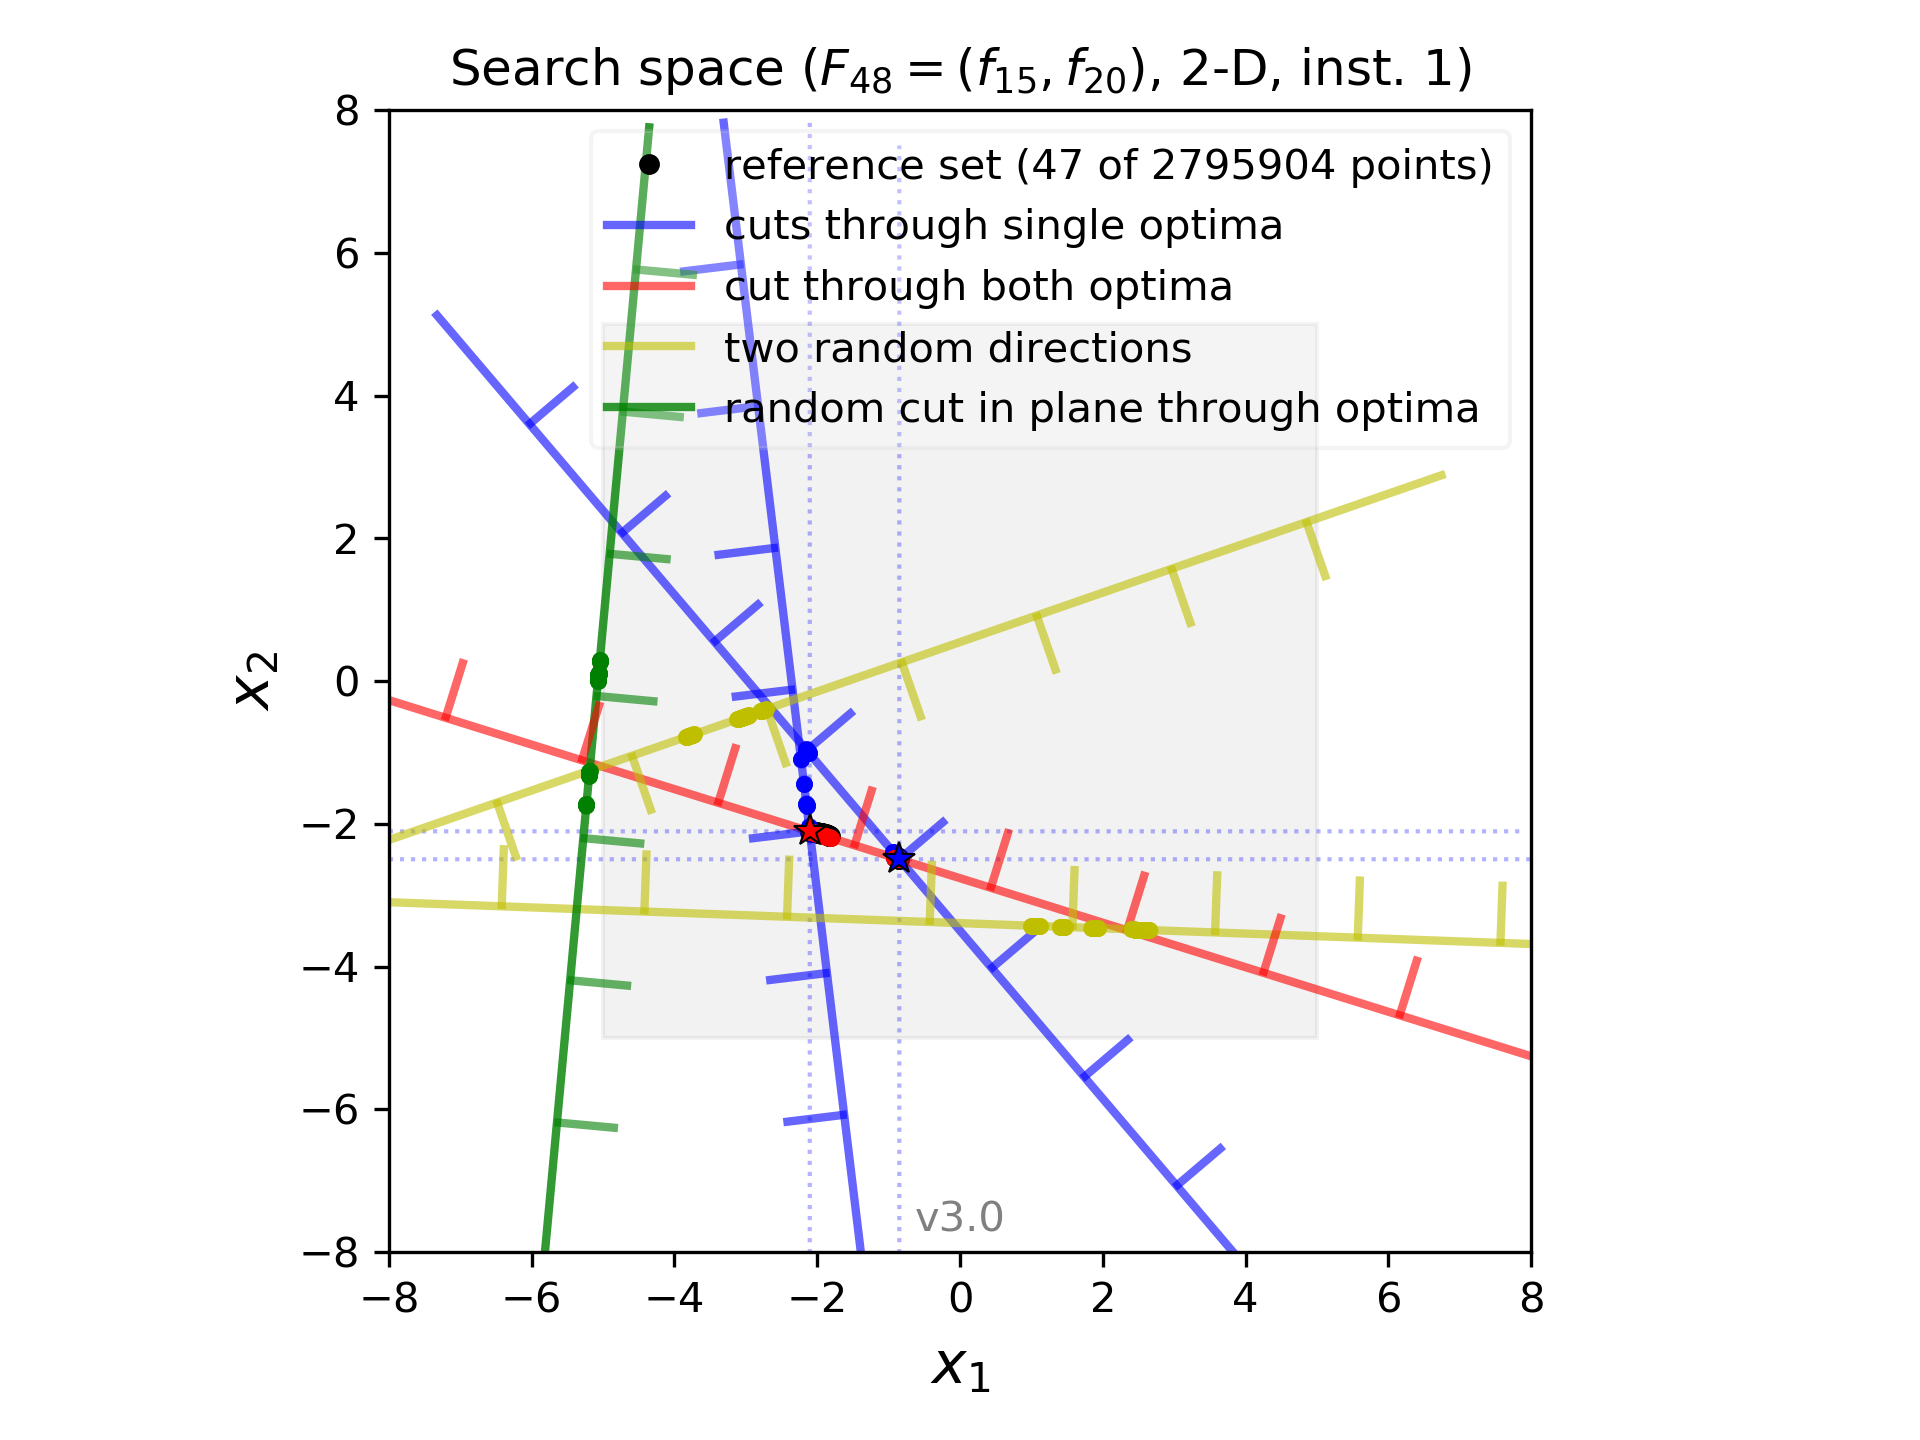 Search space (F48 = (f15, f20), 2-D, inst. 1)
reference set (47 of 2795904 points)
cuts through single optima
cut through both optima
two random directions
random cut in plane through optima
8
6
4
2
0
−2
−4
−6
−8
x2
v3.0
−8 −6 −4 −2 0 2 4 6 8
x1